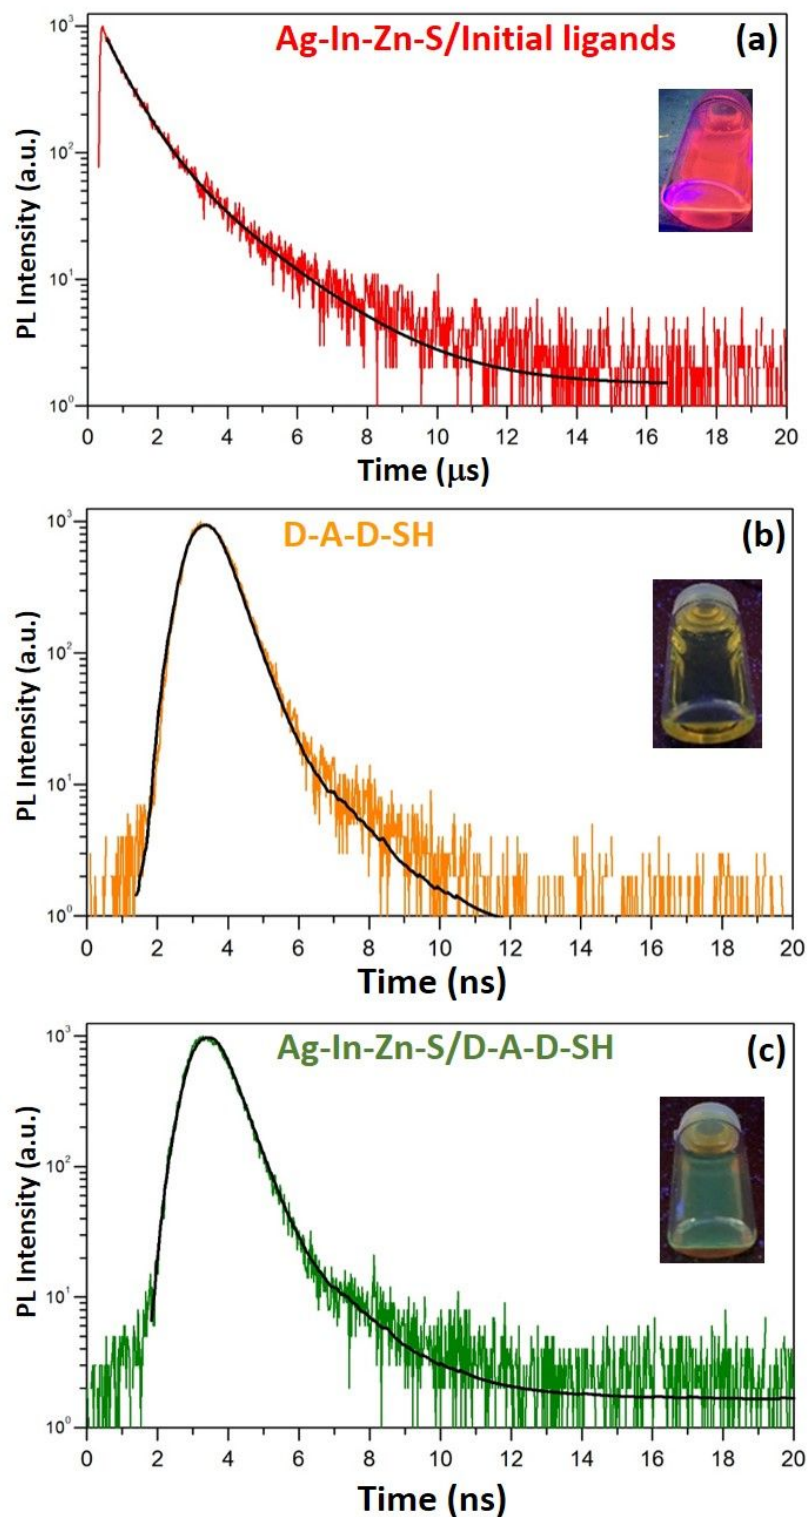 Ag-In-Zn-S/Initial ligands (a)
PL Intensity (a.u.)
10³
10²
10¹
10⁰
0 2 4 6 8 10 12 14 16 18 20
Time (μs)
D-A-D-SH (b)
PL Intensity (a.u.)
10³
10²
10¹
10⁰
0 2 4 6 8 10 12 14 16 18 20
Time (ns)
Ag-In-Zn-S/D-A-D-SH (c)
PL Intensity (a.u.)
10³
10²
10¹
10⁰
0 2 4 6 8 10 12 14 16 18 20
Time (ns)